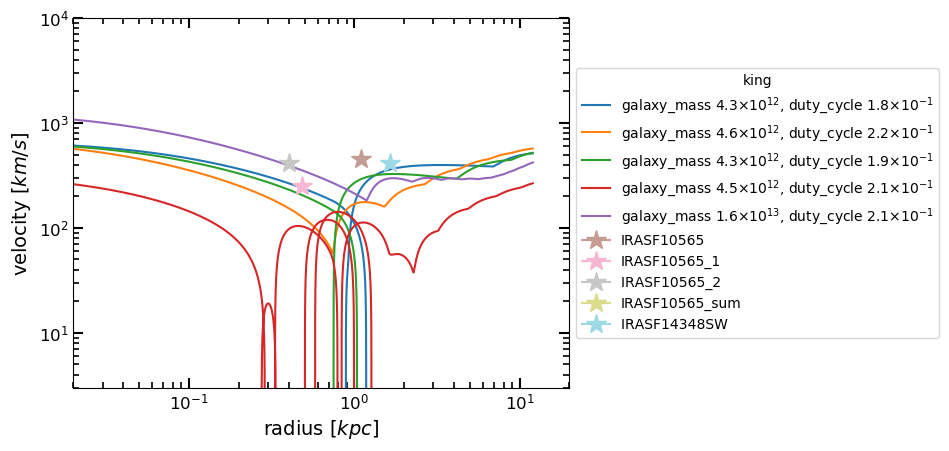 10⁴
10³
10²
10¹
velocity [km/s]
10⁻¹
10⁰
10¹
radius [kpc]
king
galaxy_mass 4.3×10¹², duty_cycle 1.8×10⁻¹
galaxy_mass 4.6×10¹², duty_cycle 2.2×10⁻¹
galaxy_mass 4.3×10¹², duty_cycle 1.9×10⁻¹
galaxy_mass 4.5×10¹², duty_cycle 2.1×10⁻¹
galaxy_mass 1.6×10¹³, duty_cycle 2.1×10⁻¹
IRASF10565
IRASF10565_1
IRASF10565_2
IRASF10565_sum
IRASF14348SW